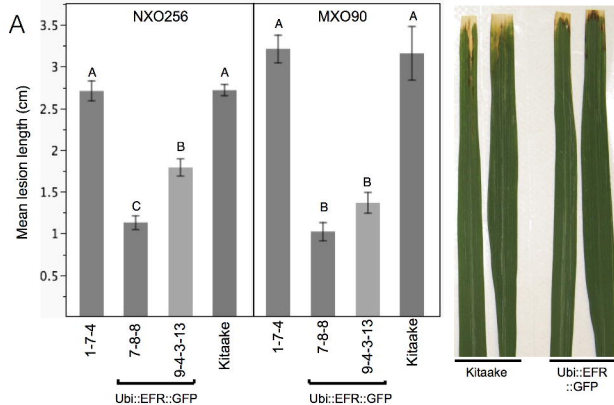 A
NXO256
MXO90
Mean lesion length (cm)
3.5
3
2.5
2
1.5
1
0.5
A
C
B
A
A
B
B
A
1-7-4
7-8-8
9-4-3-13
Kitaake
1-7-4
7-8-8
9-4-3-13
Kitaake
Ubi::EFR::GFP
Ubi::EFR::GFP
Kitaake
Ubi::EFR
::GFP